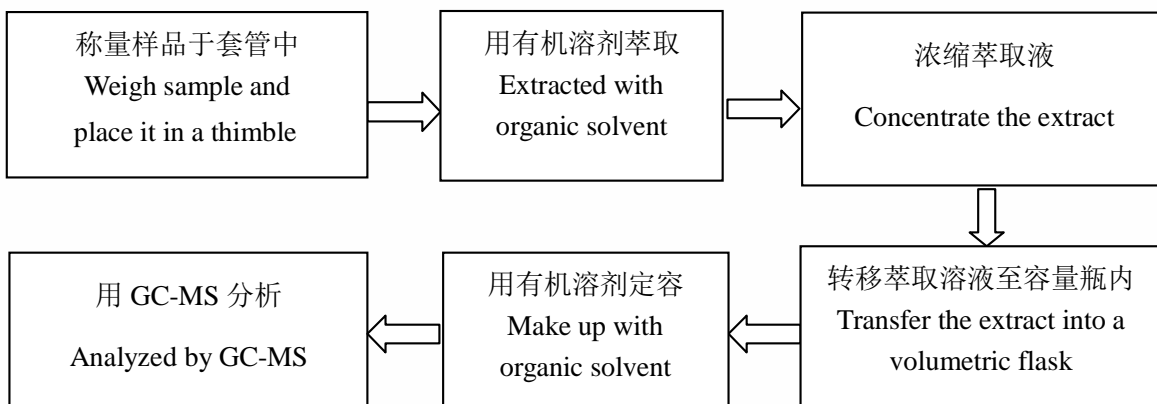 称量样品于套管中
Weigh sample and
place it in a thimble
用有机溶剂萃取
Extracted with
organic solvent
浓缩萃取液
Concentrate the extract
转移萃取溶液至容量瓶内
Transfer the extract into a
volumetric flask
用有机溶剂定容
Make up with
organic solvent
用 GC-MS 分析
Analyzed by GC-MS